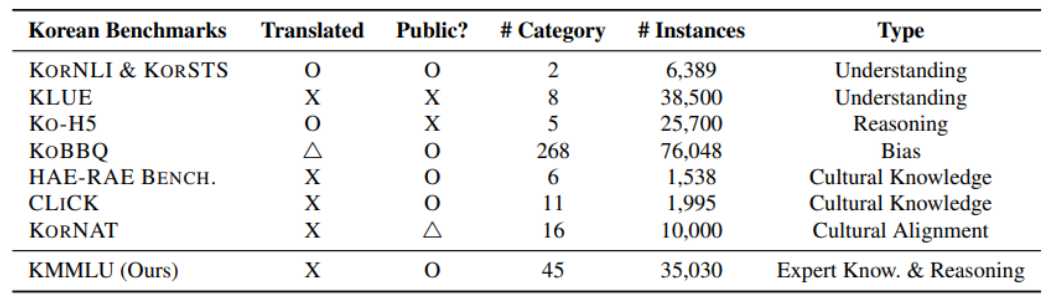 Korean Benchmarks Translated Public? # Category # Instances Type
KORNLI & KORSTS O O 2 6,389 Understanding
KLUE X X 8 38,500 Understanding
KO-H5 O X 5 25,700 Reasoning
KOBBQ △ O 268 76,048 Bias
HAE-RAE BENCH. X O 6 1,538 Cultural Knowledge
CLICK X O 11 1,995 Cultural Knowledge
KORNAT X △ 16 10,000 Cultural Alignment
KMMLU (Ours) X O 45 35,030 Expert Know. & Reasoning